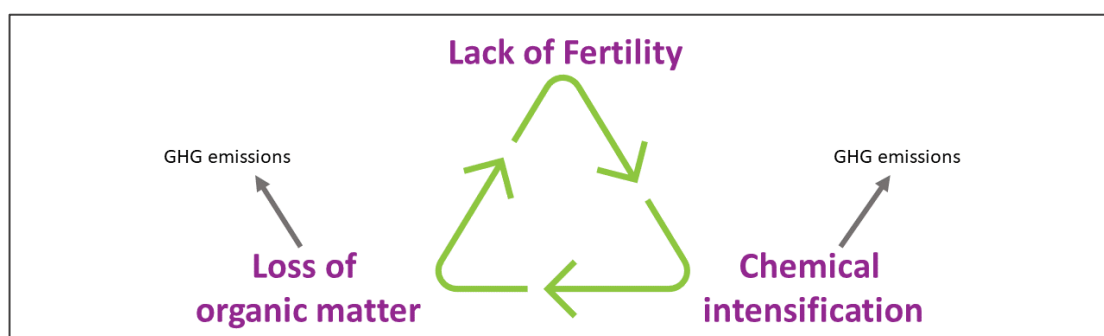 Lack of Fertility
GHG emissions
GHG emissions
Loss of
organic matter
Chemical
intensification